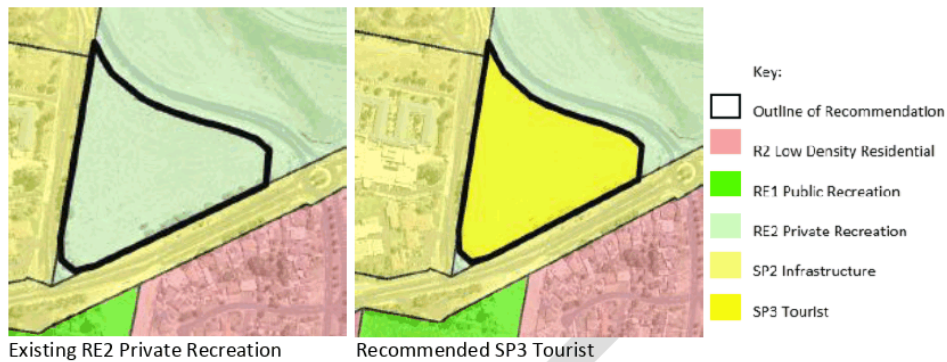 Key:
Outline of Recommendation
R2 Low Density Residential
RE1 Public Recreation
RE2 Private Recreation
SP2 Infrastructure
SP3 Tourist
Existing RE2 Private Recreation
Recommended SP3 Tourist